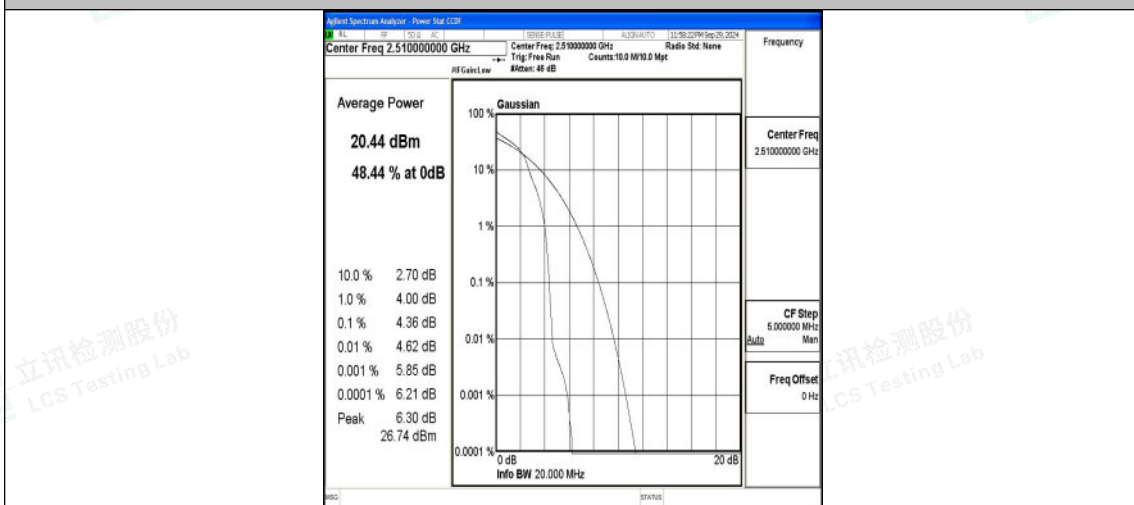 Agilent Spectrum Analyzer - Power Stat CCDF
RL RF 50 Ω AC SENSE:PULSE ALIGNAUTO 11:58:22PM Sep 29, 2024
Center Freq 2.510000000 GHz
Center Freq: 2.510000000 GHz Radio Std: None
Trig: Free Run Counts:10.0 M/10.0 Mpt
#IFGain:Low #Atten: 46 dB
Frequency
Average Power
20.44 dBm
48.44 % at 0dB
10.0 % 2.70 dB
1.0 % 4.00 dB
0.1 % 4.36 dB
0.01 % 4.62 dB
0.001 % 5.85 dB
0.0001 % 6.21 dB
Peak 6.30 dB
26.74 dBm
Gaussian
100 %
10 %
1 %
0.1 %
0.01 %
0.001 %
0.0001 %
0 dB 20 dB
Info BW 20.000 MHz
Center Freq
2.510000000 GHz
CF Step
5.000000 MHz
Auto Man
Freq Offset
0 Hz
MSG STATUS
立讯检测股份
LCS Testing Lab
立讯检测股份
LCS Testing Lab